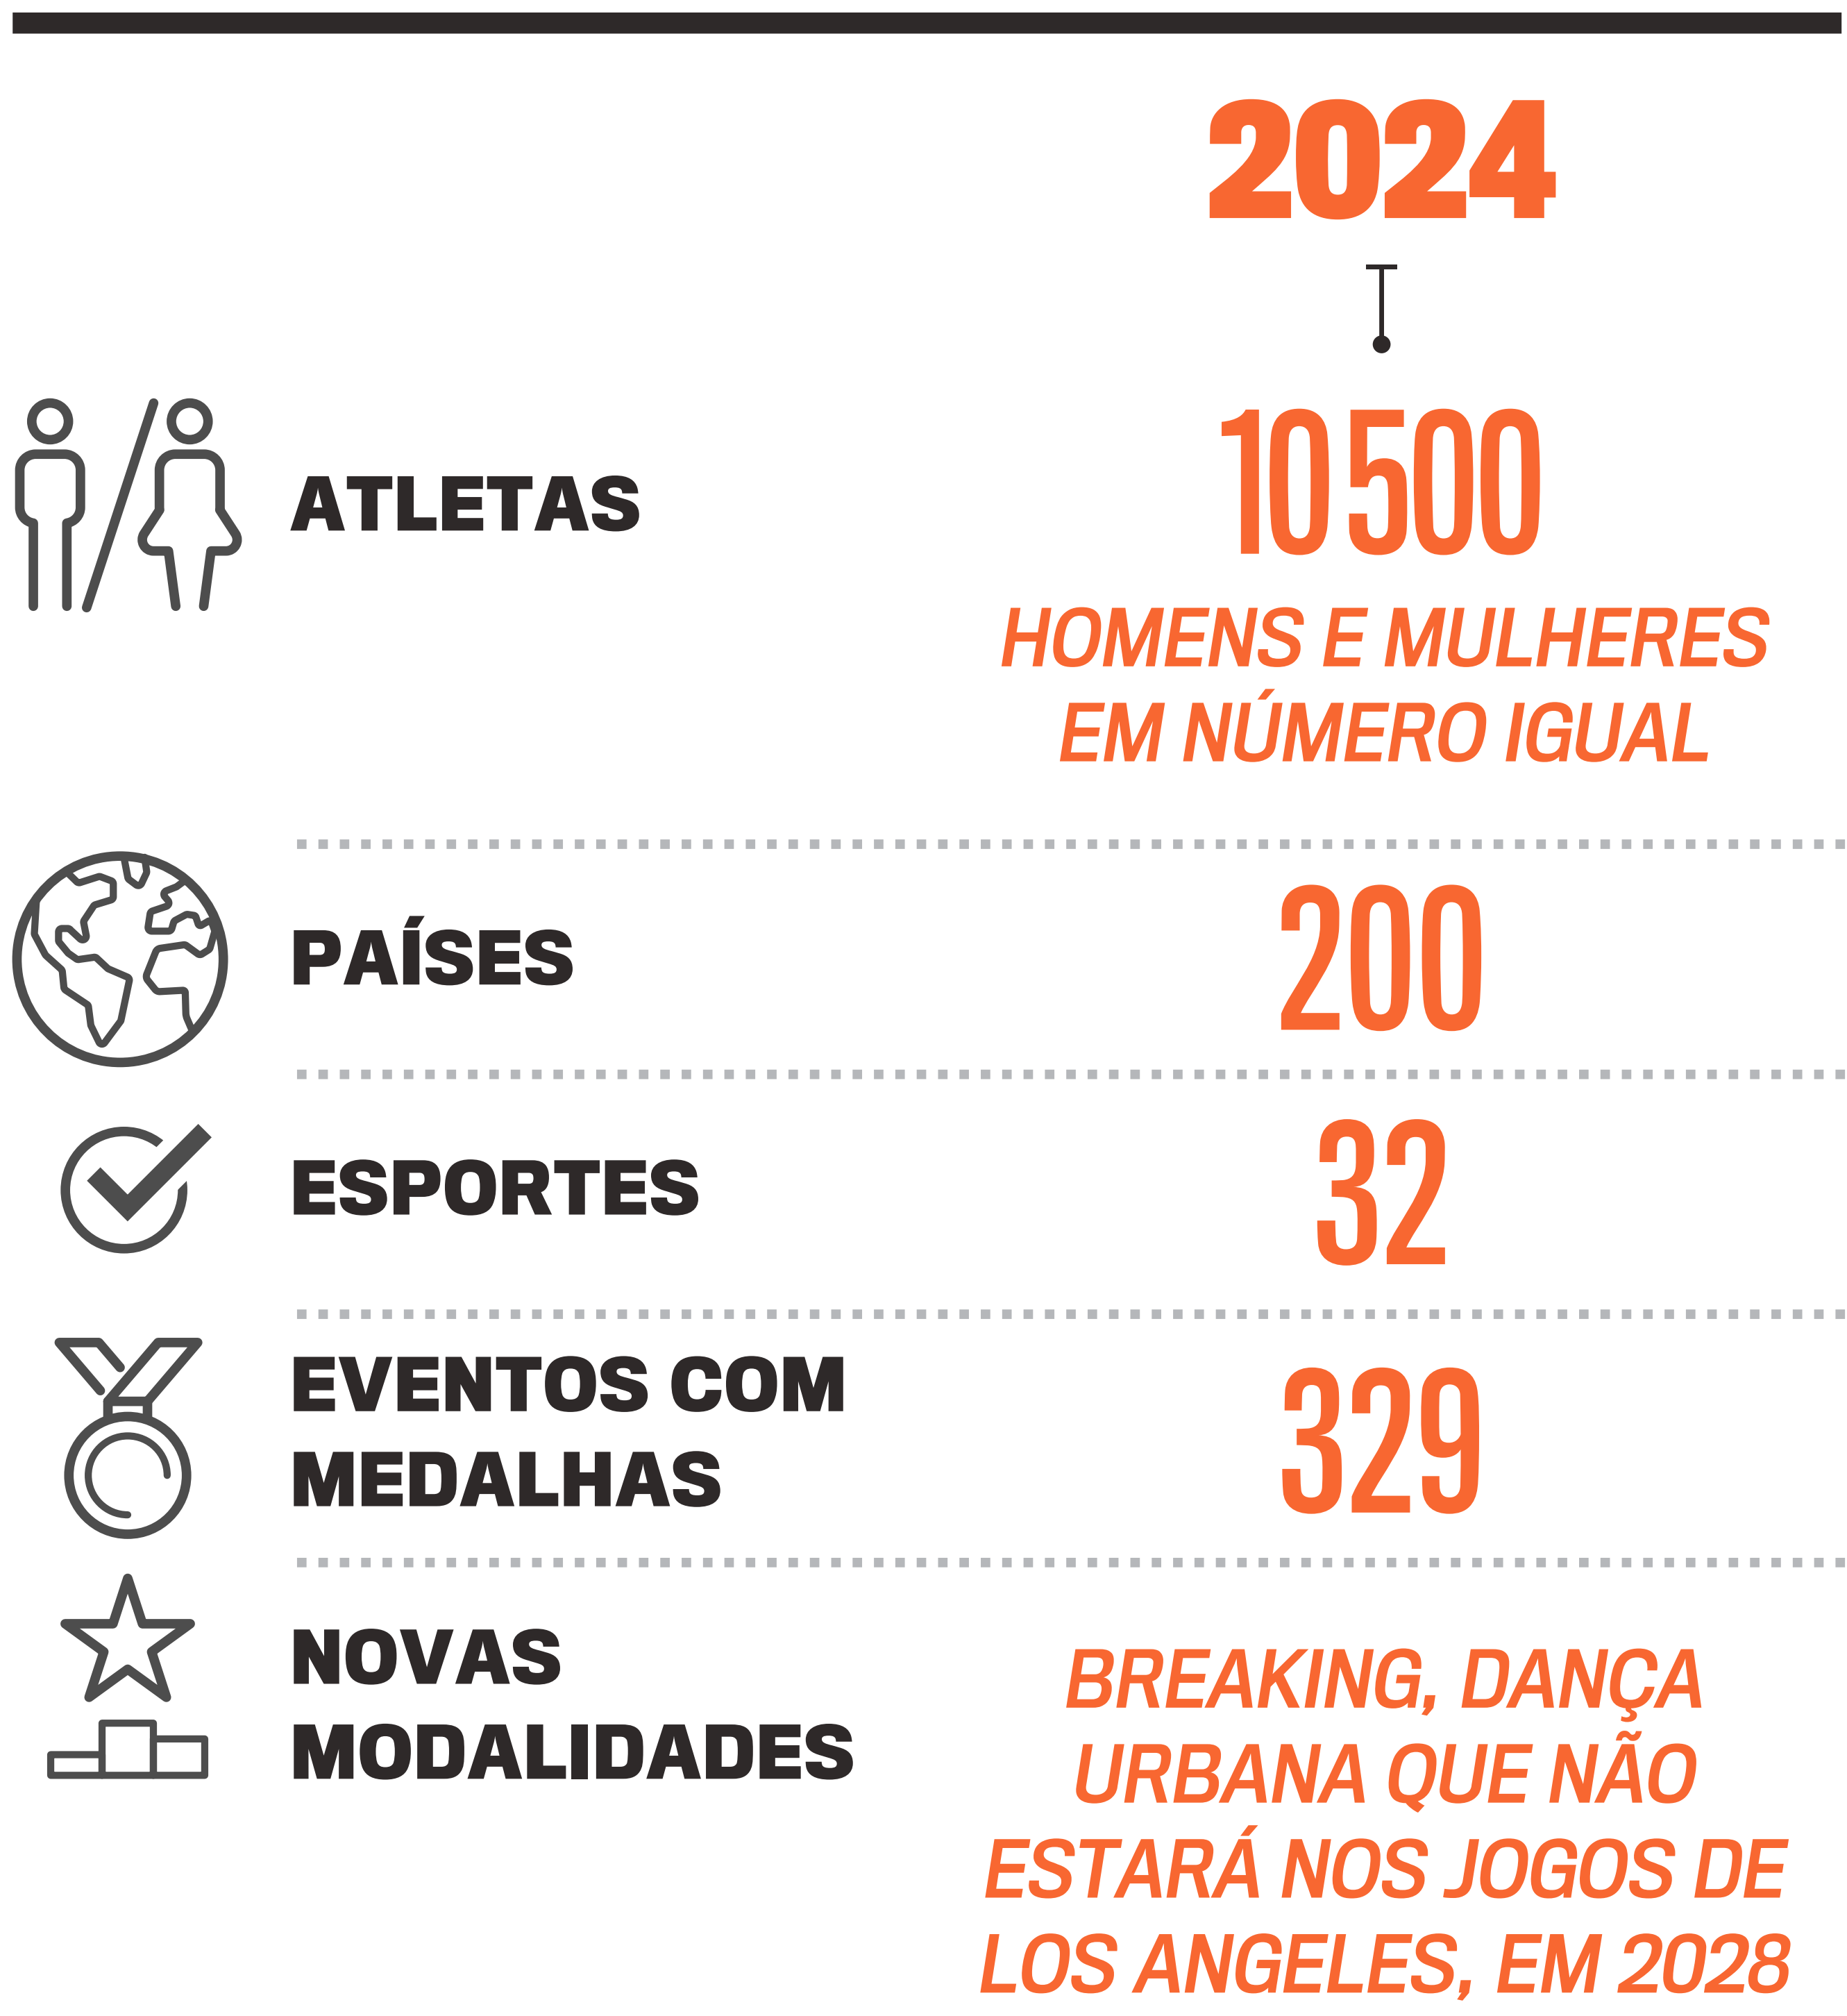 2024
ATLETAS
10 500
HOMENS E MULHERES
EM NÚMERO IGUAL
PAÍSES
200
ESPORTES
32
EVENTOS COM
MEDALHAS
329
NOVAS
MODALIDADES
BREAKING, DANÇA
URBANA QUE NÃO
ESTARÁ NOS JOGOS DE
LOS ANGELES, EM 2028